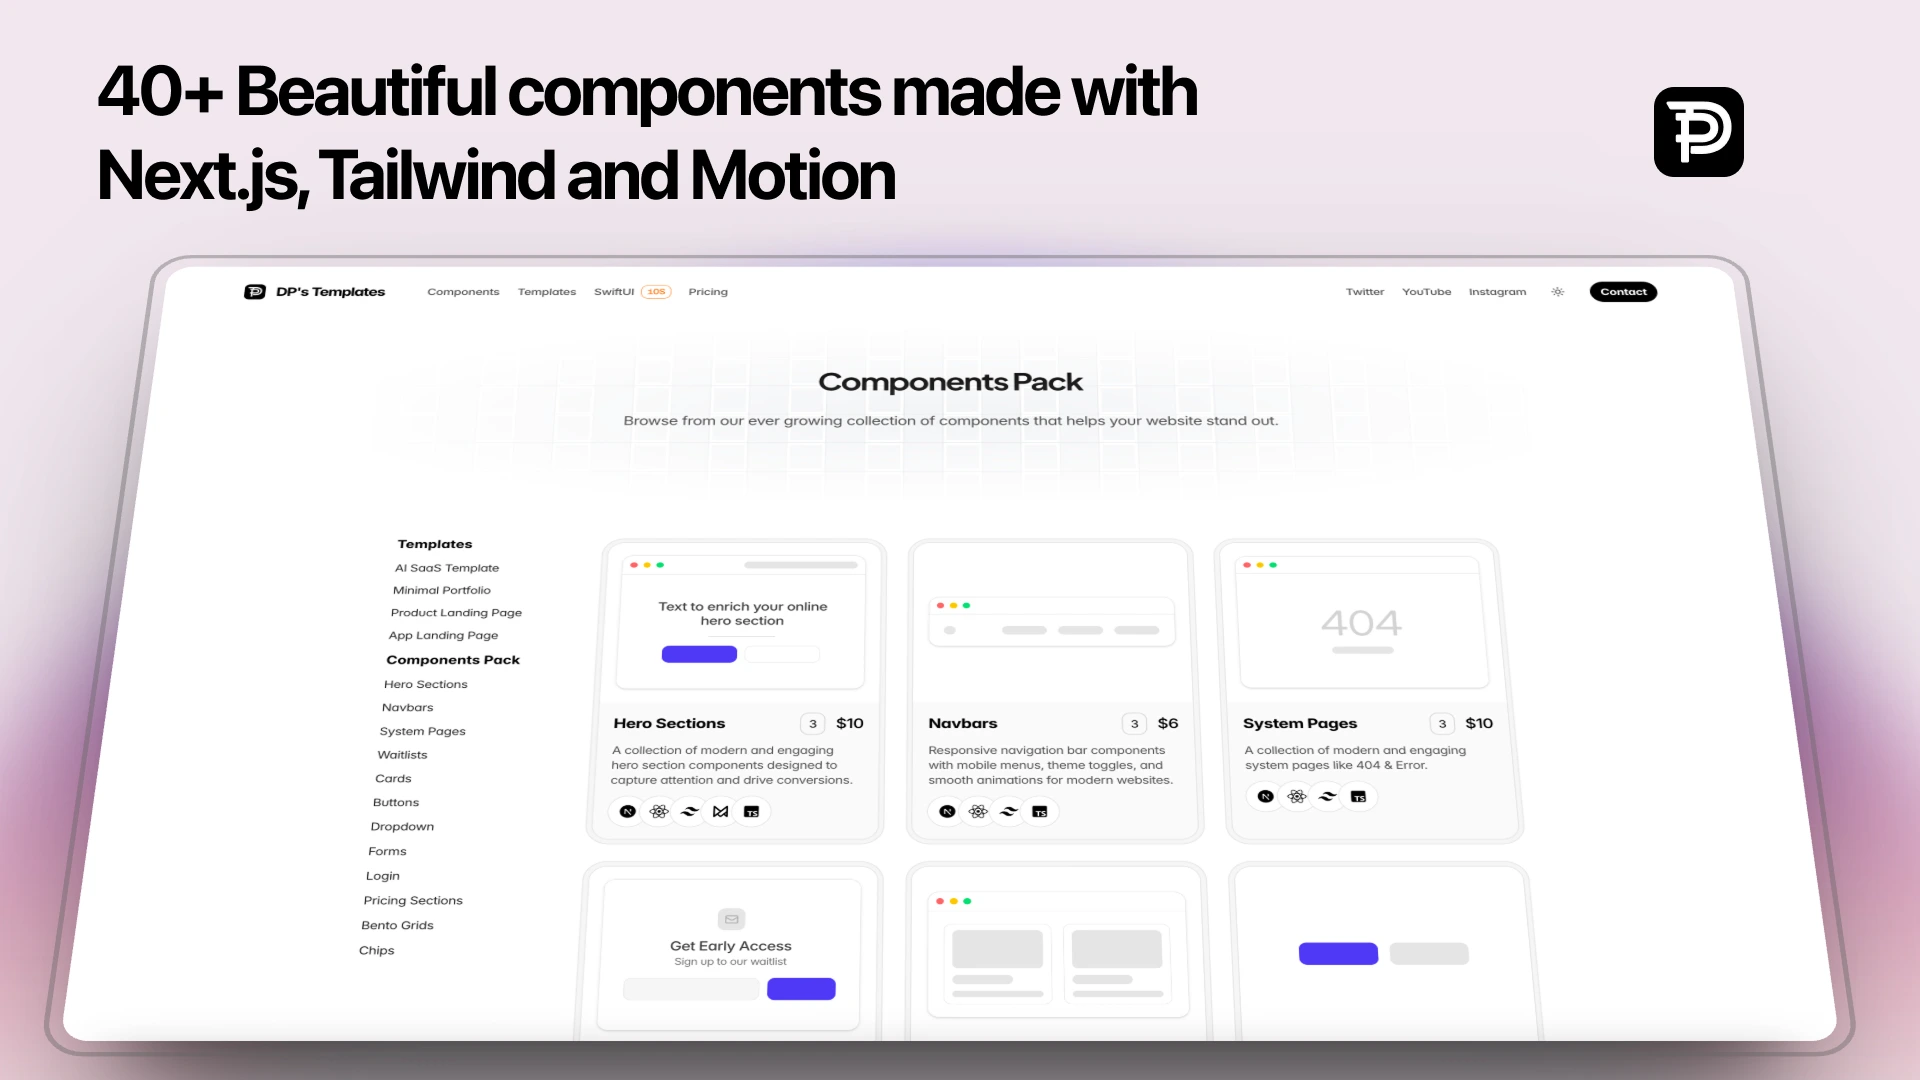 40+ Beautiful components made with
Next.js, Tailwind and Motion
DP's Templates
Components
Templates
SwiftUI
iOS
Pricing
Twitter
YouTube
Instagram
Contact
Components Pack
Browse from our ever growing collection of components that helps your website stand out.
Templates
AI SaaS Template
Minimal Portfolio
Product Landing Page
App Landing Page
Components Pack
Hero Sections
Navbars
System Pages
Waitlists
Cards
Buttons
Dropdown
Forms
Login
Pricing Sections
Bento Grids
Chips
Text to enrich your online
hero section
Hero Sections
3
$10
A collection of modern and engaging
hero section components designed to
capture attention and drive conversions.
N
TS
Navbars
3
$6
Responsive navigation bar components
with mobile menus, theme toggles, and
smooth animations for modern websites.
N
TS
404
System Pages
3
$10
A collection of modern and engaging
system pages like 404 & Error.
N
TS
Get Early Access
Sign up to our waitlist